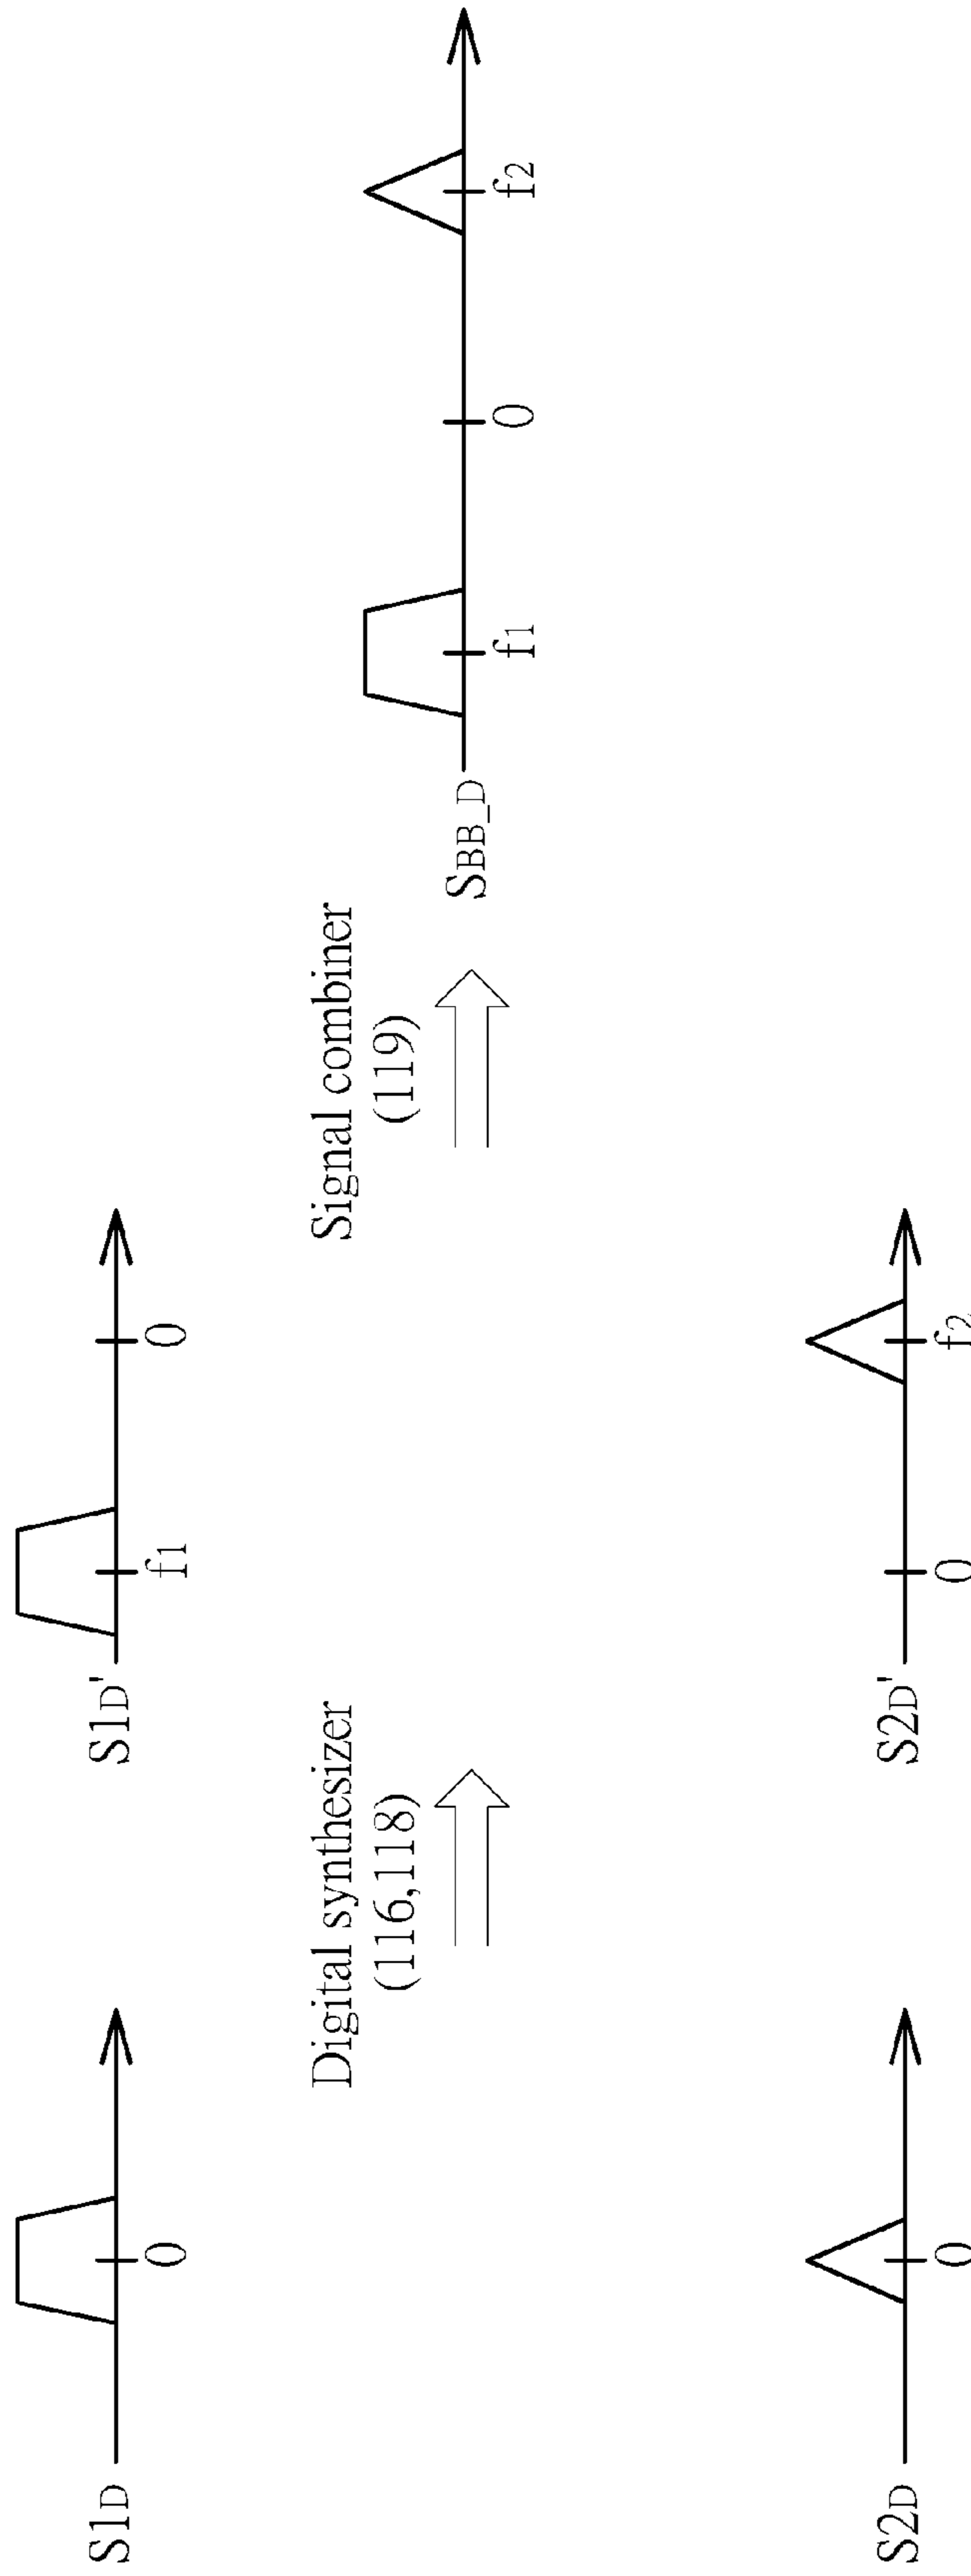 S1D
0
S2D
0
Digital synthesizer
(116,118)
S1D'
f1
0
S2D'
0
f2
Signal combiner
(119)
SBB_D
f1
0
f2